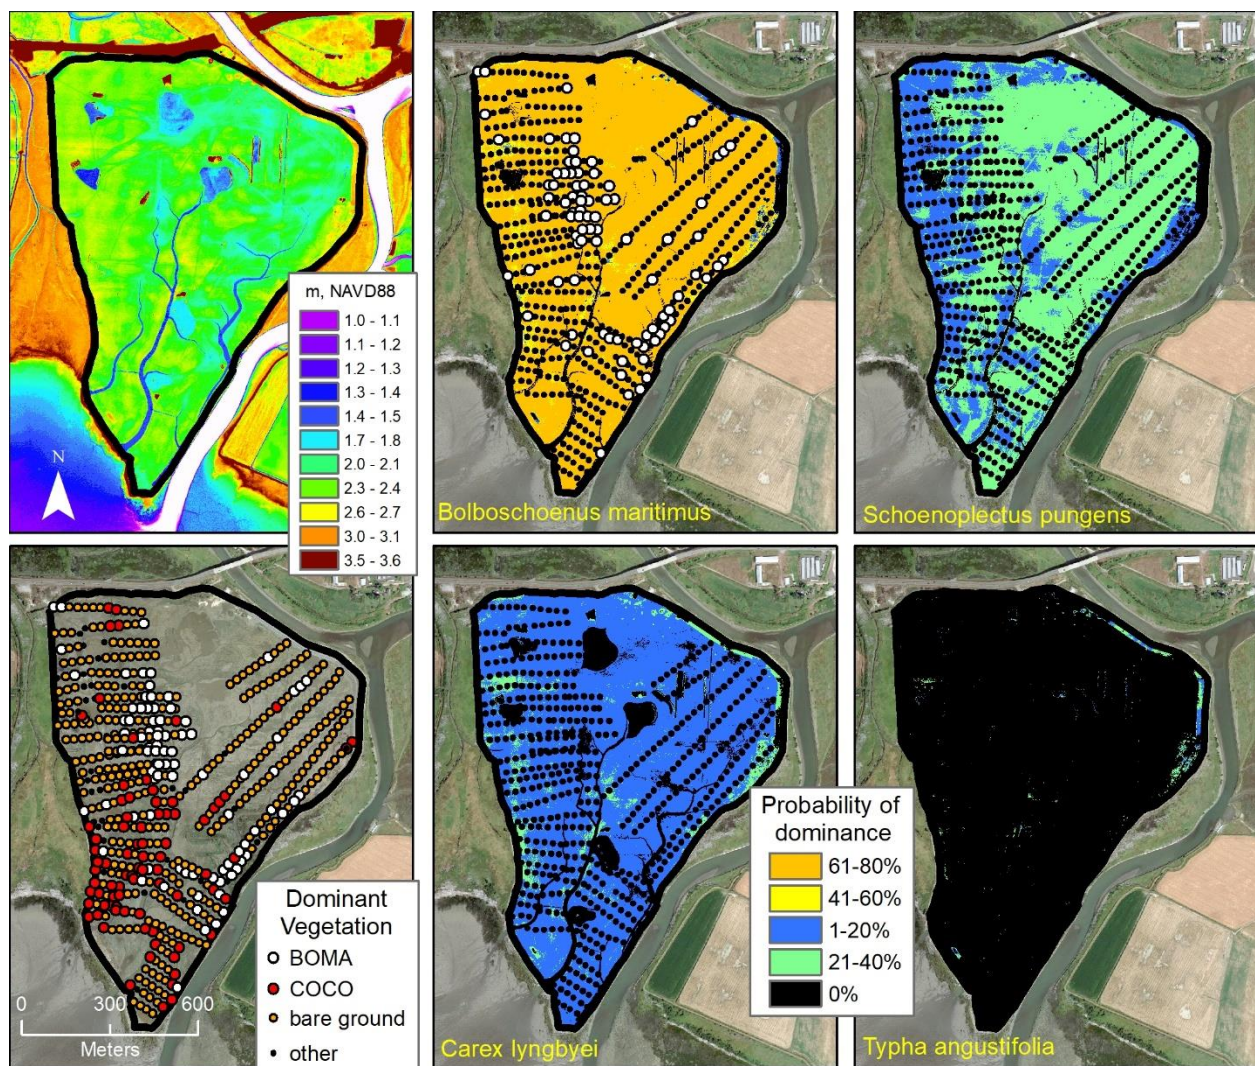 m, NAVD88
1.0 - 1.1
1.1 - 1.2
1.2 - 1.3
1.3 - 1.4
1.4 - 1.5
1.7 - 1.8
2.0 - 2.1
2.3 - 2.4
2.6 - 2.7
3.0 - 3.1
3.5 - 3.6
N
Bolboschoenus maritimus
Schoenoplectus pungens
Dominant
Vegetation
BOMA
COCO
bare ground
other
0 300 600
Meters
Carex lyngbyei
Probability of
dominance
61-80%
41-60%
1-20%
21-40%
0%
Typha angustifolia